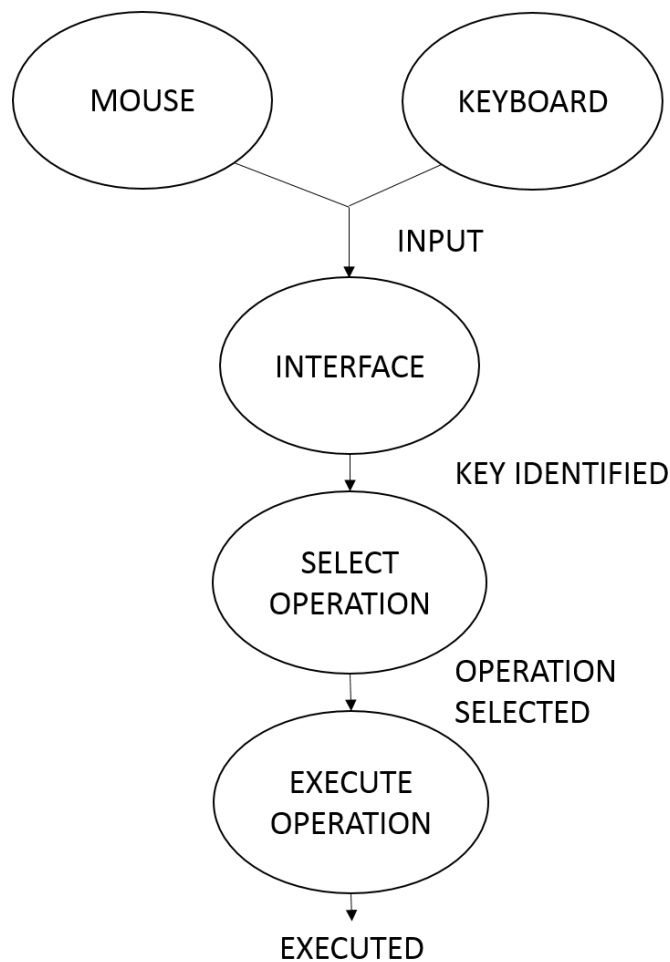 MOUSE
KEYBOARD
INPUT
INTERFACE
KEY IDENTIFIED
SELECT
OPERATION
OPERATION
SELECTED
EXECUTE
OPERATION
EXECUTED